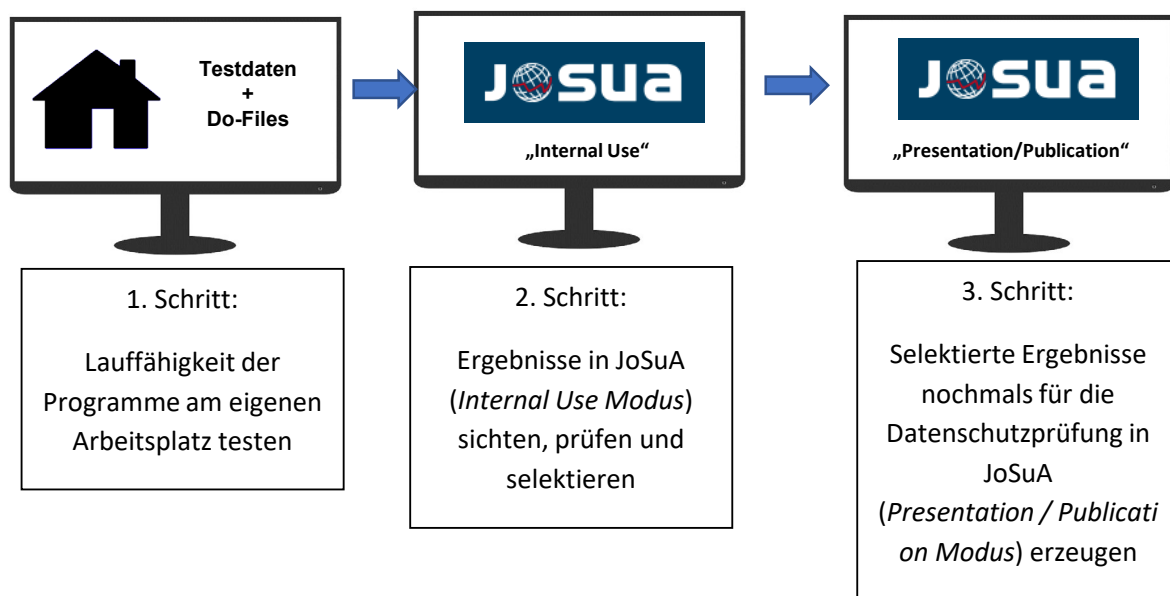 Testdaten
+
Do-Files
JOSUA
„Internal Use“
JOSUA
„Presentation/Publication“
1. Schritt:
Lauffähigkeit der
Programme am eigenen
Arbeitsplatz testen
2. Schritt:
Ergebnisse in JoSuA
(Internal Use Modus)
sichten, prüfen und
selektieren
3. Schritt:
Selektierte Ergebnisse
nochmals für die
Datenschutzprüfung in
JoSuA
(Presentation / Publicati
on Modus) erzeugen